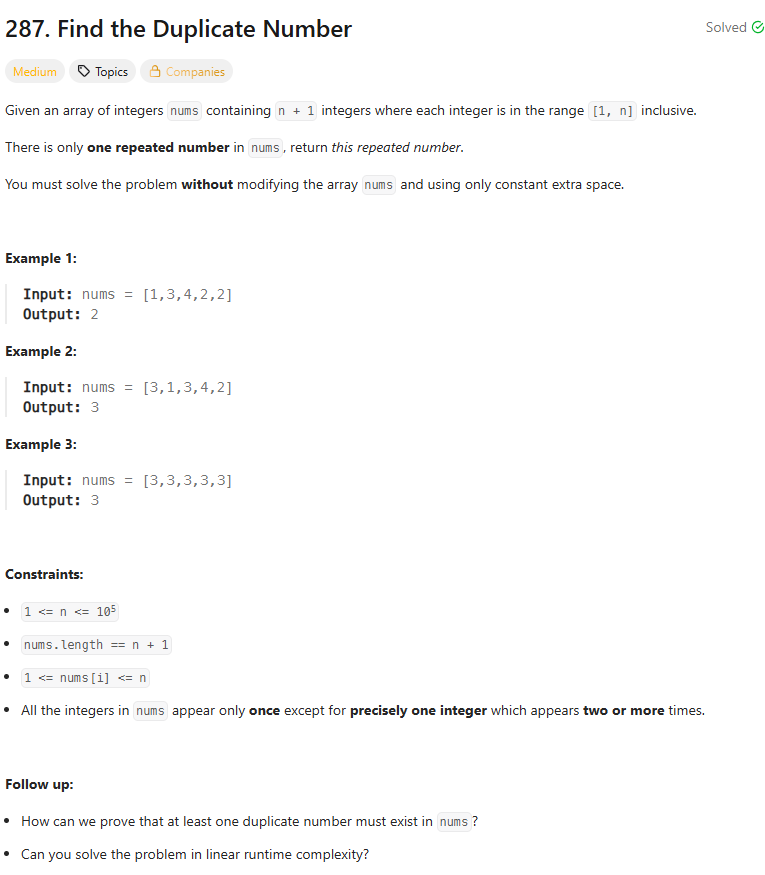 287. Find the Duplicate Number
Solved
Medium
Topics
Companies
Given an array of integers nums containing n + 1 integers where each integer is in the range [1, n] inclusive.
There is only one repeated number in nums, return this repeated number.
You must solve the problem without modifying the array nums and using only constant extra space.
Example 1:
Input: nums = [1,3,4,2,2]
Output: 2
Example 2:
Input: nums = [3,1,3,4,2]
Output: 3
Example 3:
Input: nums = [3,3,3,3,3]
Output: 3
Constraints:
• 1 <= n <= 10⁵
• nums.length == n + 1
• 1 <= nums[i] <= n
• All the integers in nums appear only once except for precisely one integer which appears two or more times.
Follow up:
• How can we prove that at least one duplicate number must exist in nums?
• Can you solve the problem in linear runtime complexity?